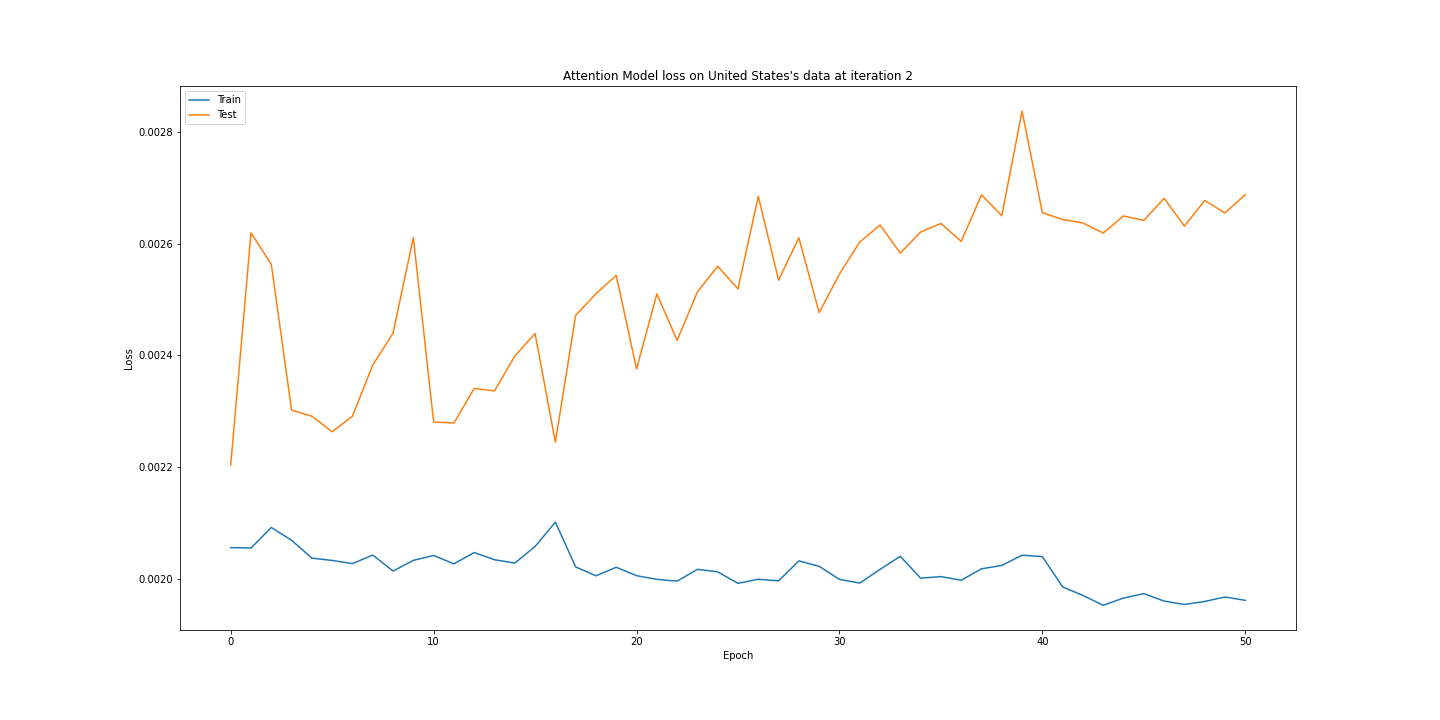 Attention Model loss on United States's data at iteration 2
Train
Test
0.0028
0.0026
0.0024
0.0022
0.0020
Loss
0 10 20 30 40 50
Epoch